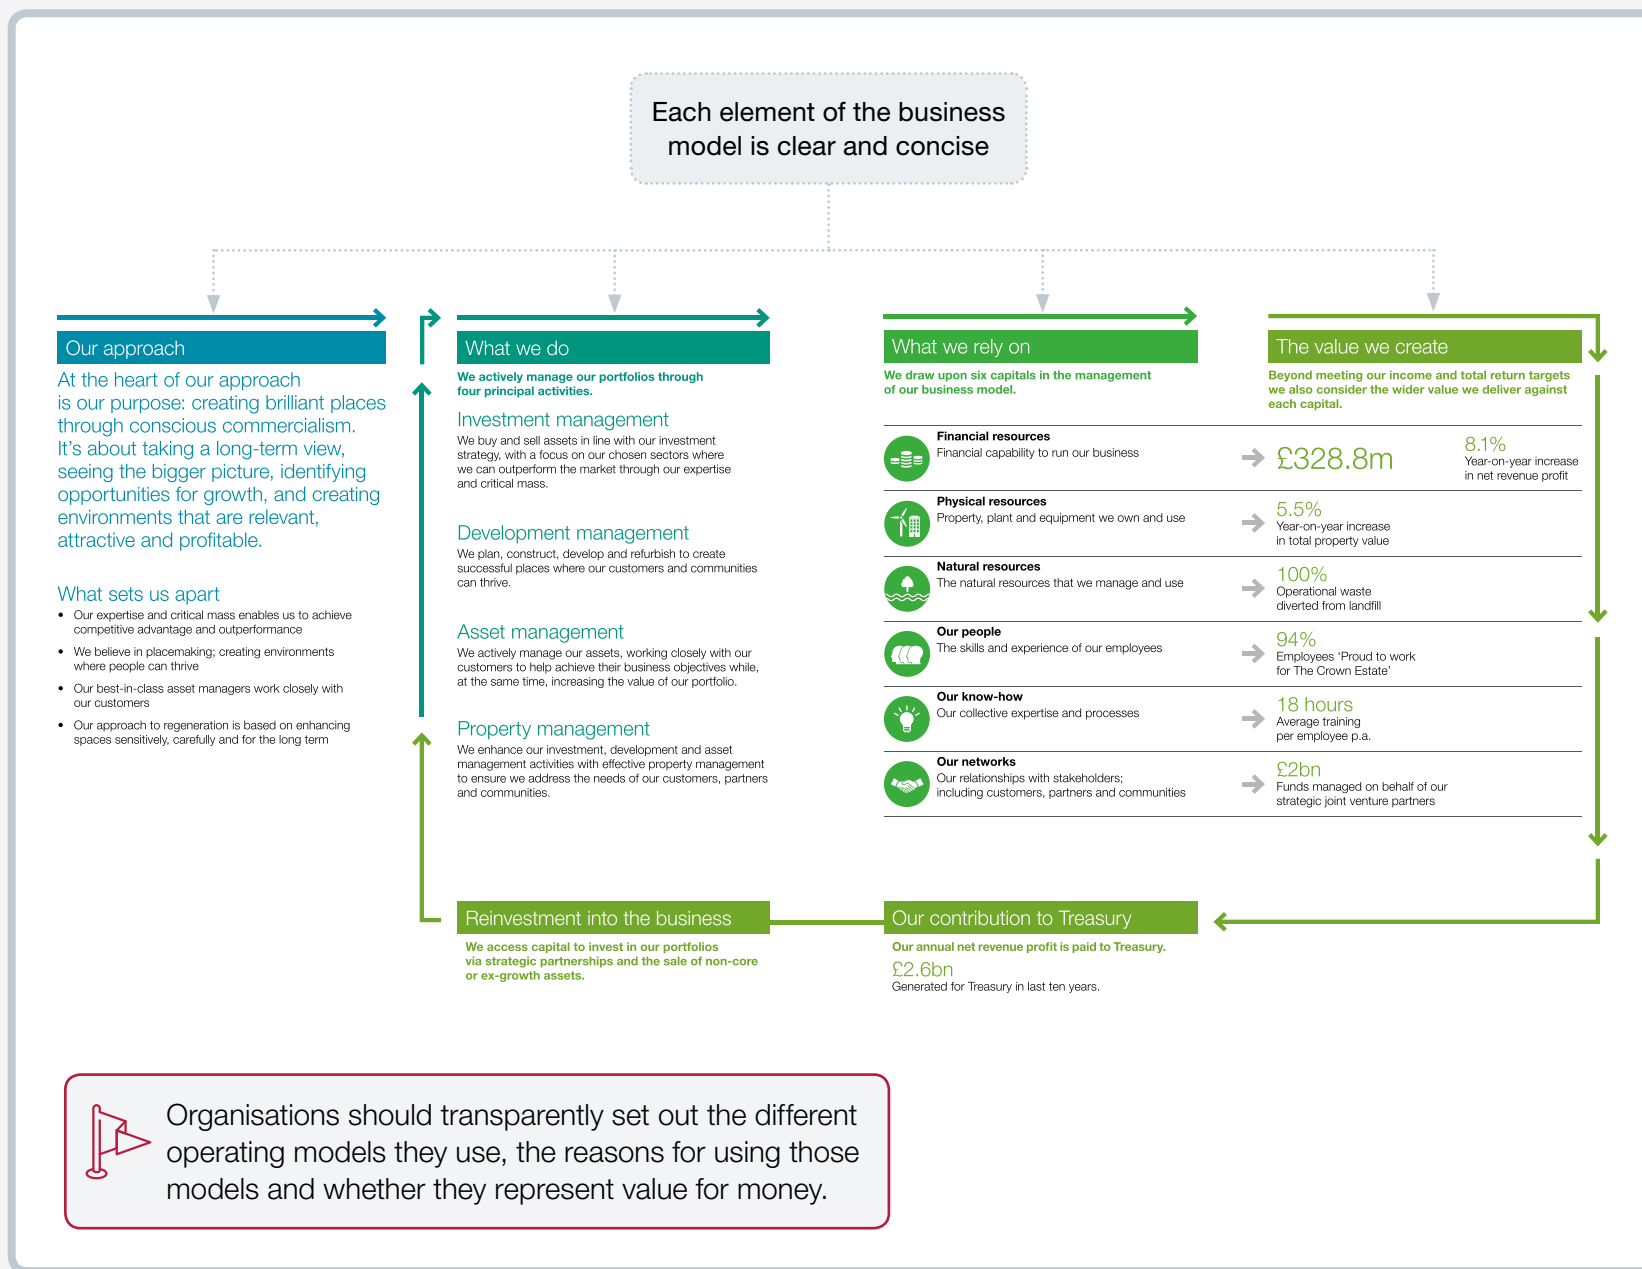 Each element of the business
model is clear and concise
Our approach
At the heart of our approach
is our purpose: creating brilliant places
through conscious commercialism.
It's about taking a long-term view,
seeing the bigger picture, identifying
opportunities for growth, and creating
environments that are relevant,
attractive and profitable.
What sets us apart
• Our expertise and critical mass enables us to achieve
competitive advantage and outperformance
• We believe in placemaking; creating environments
where people can thrive
• Our best-in-class asset managers work closely with
our customers
• Our approach to regeneration is based on enhancing
spaces sensitively, carefully and for the long term
What we do
We actively manage our portfolios through
four principal activities.
Investment management
We buy and sell assets in line with our investment
strategy, with a focus on our chosen sectors where
we can outperform the market through our expertise
and critical mass.
Development management
We plan, construct, develop and refurbish to create
successful places where our customers and communities
can thrive.
Asset management
We actively manage our assets, working closely with our
customers to help achieve their business objectives while,
at the same time, increasing the value of our portfolio.
Property management
We enhance our investment, development and asset
management activities with effective property management
to ensure we address the needs of our customers, partners
and communities.
What we rely on
We draw upon six capitals in the management
of our business model.
Financial resources
Financial capability to run our business
Physical resources
Property, plant and equipment we own and use
Natural resources
The natural resources that we manage and use
Our people
The skills and experience of our employees
Our know-how
Our collective expertise and processes
Our networks
Our relationships with stakeholders;
including customers, partners and communities
The value we create
Beyond meeting our income and total return targets
we also consider the wider value we deliver against
each capital.
£328.8m
8.1%
Year-on-year increase
in net revenue profit
5.5%
Year-on-year increase
in total property value
100%
Operational waste
diverted from landfill
94%
Employees 'Proud to work
for The Crown Estate'
18 hours
Average training
per employee p.a.
£2bn
Funds managed on behalf of our
strategic joint venture partners
Reinvestment into the business
We access capital to invest in our portfolios
via strategic partnerships and the sale of non-core
or ex-growth assets.
Our contribution to Treasury
Our annual net revenue profit is paid to Treasury.
£2.6bn
Generated for Treasury in last ten years.
Organisations should transparently set out the different
operating models they use, the reasons for using those
models and whether they represent value for money.